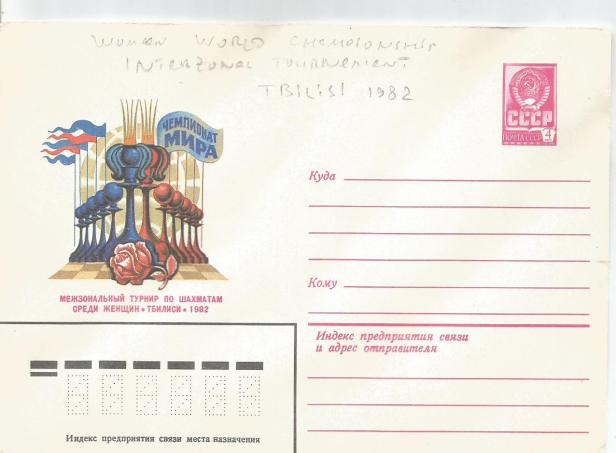 WOMEN WORLD CHAMPIONSHIP
INTERZONAL TOURNEMENT
TBILISI 1982
ЧЕМПИОНАТ
МИРА
СССР
ПОЧТА СССР
4
Куда
Кому
МЕЖЗОНАЛЬНЫЙ ТУРНИР ПО ШАХМАТАМ
СРЕДИ ЖЕНЩИН • ТБИЛИСИ • 1982
Индекс предприятия связи
и адрес отправителя
Индекс предприятия связи места назначения